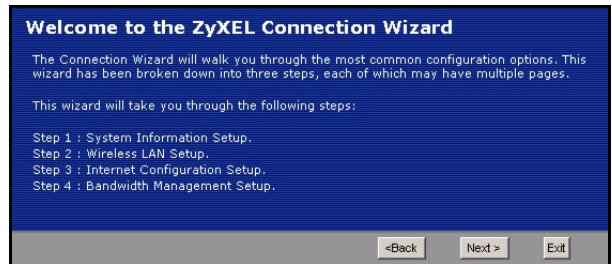 Welcome to the ZyXEL Connection Wizard
The Connection Wizard will walk you through the most common configuration options. This
wizard has been broken down into three steps, each of which may have multiple pages.
This wizard will take you through the following steps:
Step 1 : System Information Setup.
Step 2 : Wireless LAN Setup.
Step 3 : Internet Configuration Setup.
Step 4 : Bandwidth Management Setup.
<Back Next > Exit